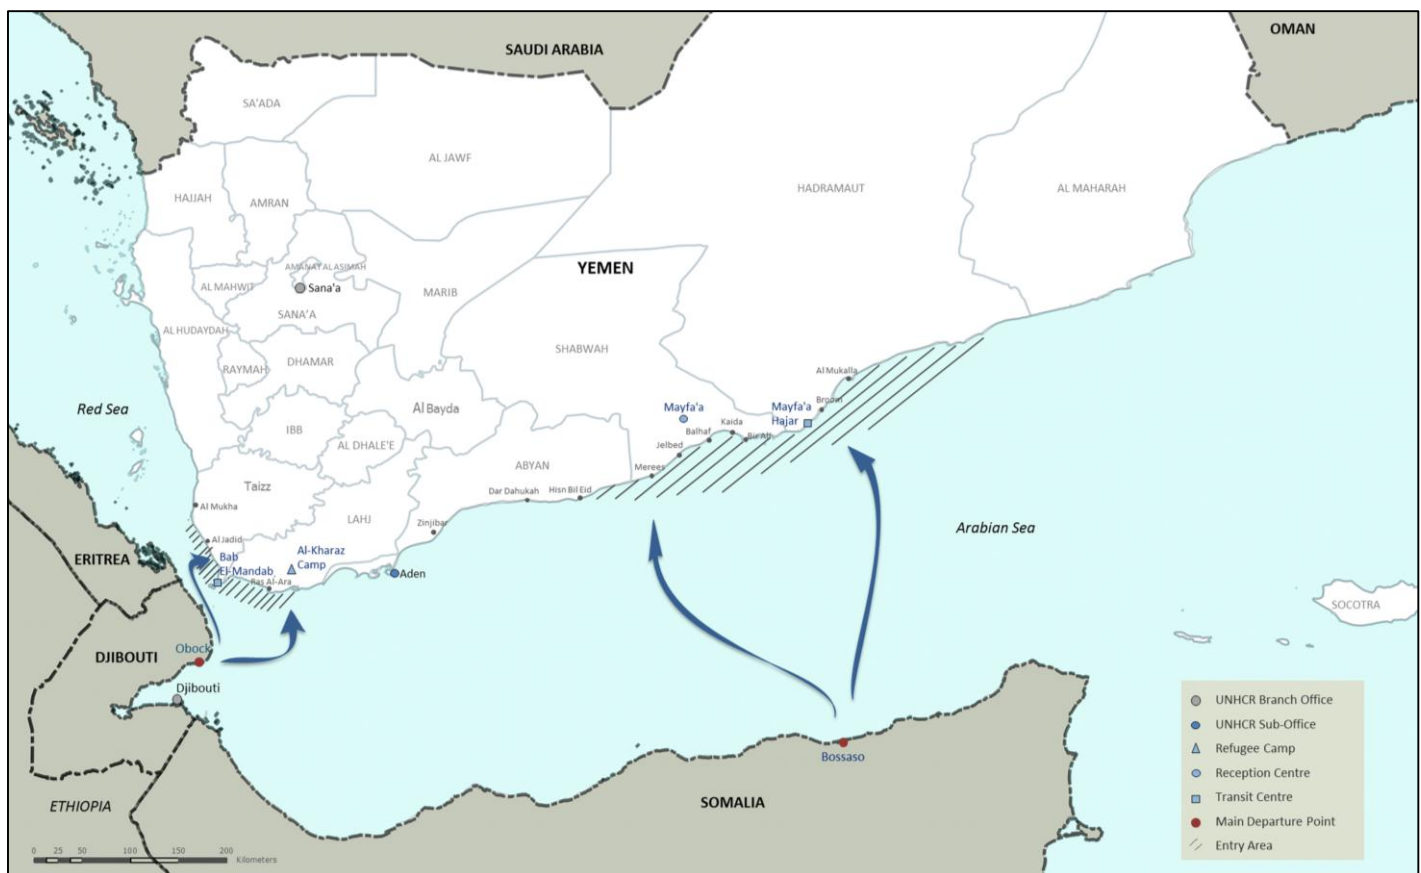 SAUDI ARABIA
OMAN
SA'ADA
AL JAWF
HAJJAH
AMRAN
HADRAMAUT
AL MAHARAH
AMANAT AL ASIMAH
YEMEN
AL MAHWIT
Sana'a
MARIB
SANA'A
AL HUDAYDAH
SHABWAH
RAYMAH
DHAMAR
Al Mukalla
Red Sea
Al Bayda
Mayfa'a
Mayfa'a
Hajar
Broom
IBB
AL DHALE'E
Balhaf
Kaida
Bir Ali
Jelbed
ABYAN
Merees
Taizz
Dar Dahukah
Hisn Bil Eid
Al Mukha
LAHJ
Zinjibar
Arabian Sea
Al Jadid
ERITREA
Bab
El-Mandab
Al-Kharaz
Camp
Ras Al-Ara
Aden
SOCOTRA
Obock
DJIBOUTI
Djibouti
Bossaso
ETHIOPIA
SOMALIA
UNHCR Branch Office
UNHCR Sub-Office
Refugee Camp
Reception Centre
Transit Centre
Main Departure Point
Entry Area
0 25 50 100 150 200
Kilometers